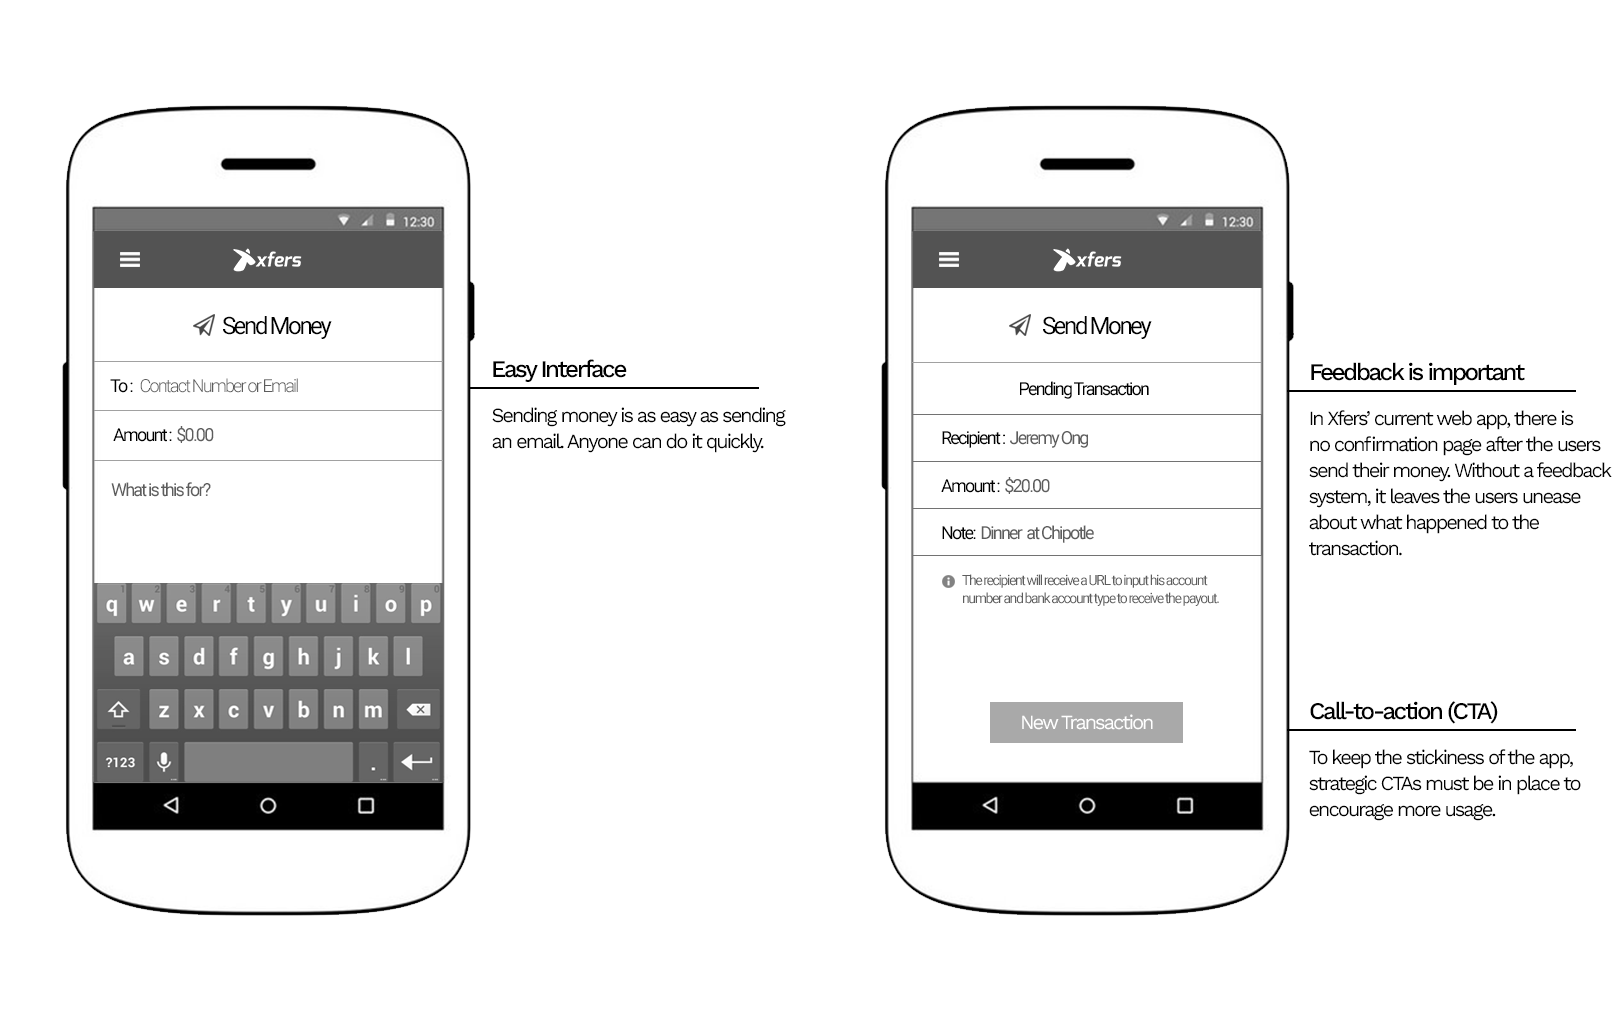 12:30
xfers
Send Money
To: Contact Number or Email
Amount: $0.00
What is this for?
1 2 3 4 5 6 7 8 9 0
q w e r t y u i o p
a s d f g h j k l
z x c v b n m
?123 .
Easy Interface
Sending money is as easy as sending
an email. Anyone can do it quickly.
12:30
xfers
Send Money
Pending Transaction
Recipient: Jeremy Ong
Amount: $20.00
Note: Dinner at Chipotle
The recipient will receive a URL to input his account
number and bank account type to receive the payout.
New Transaction
Feedback is important
In Xfers’ current web app, there is
no confirmation page after the users
send their money. Without a feedback
system, it leaves the users unease
about what happened to the
transaction.
Call-to-action (CTA)
To keep the stickiness of the app,
strategic CTAs must be in place to
encourage more usage.